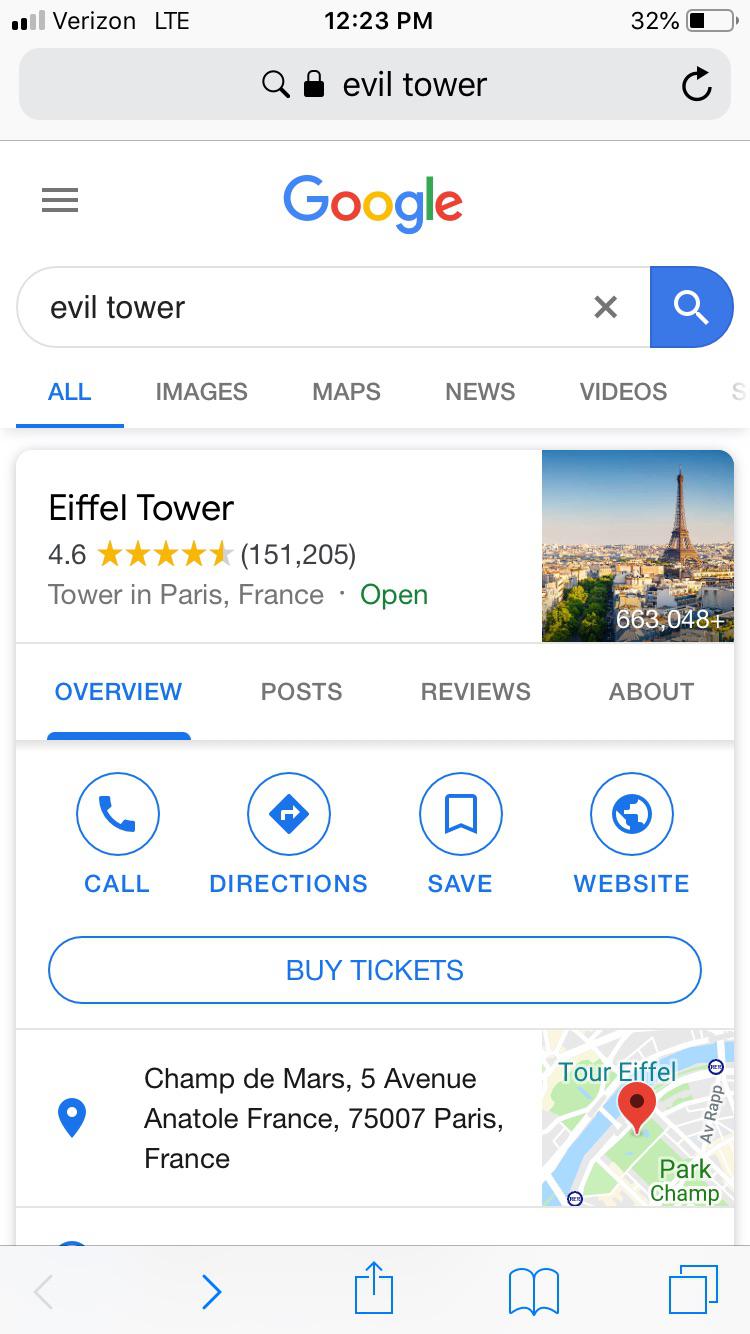 Verizon LTE 12:23 PM 32%
evil tower
Google
evil tower
ALL IMAGES MAPS NEWS VIDEOS S
Eiffel Tower
4.6 (151,205)
Tower in Paris, France · Open
663,048+
OVERVIEW POSTS REVIEWS ABOUT
CALL DIRECTIONS SAVE WEBSITE
BUY TICKETS
Champ de Mars, 5 Avenue
Anatole France, 75007 Paris,
France
Tour Eiffel
RER
Av Rapp
Park
Champ
RER